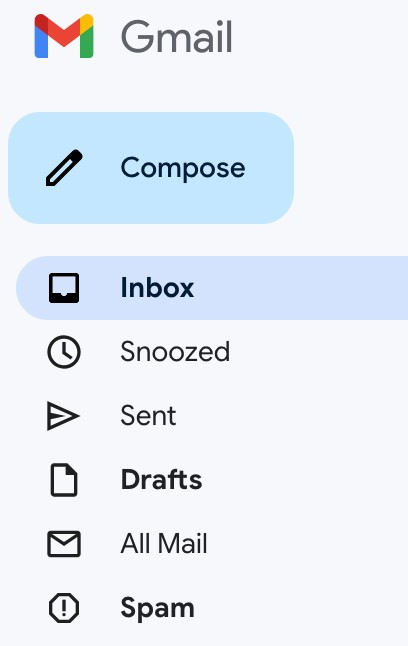 Gmail
Compose
Inbox
Snoozed
Sent
Drafts
All Mail
Spam